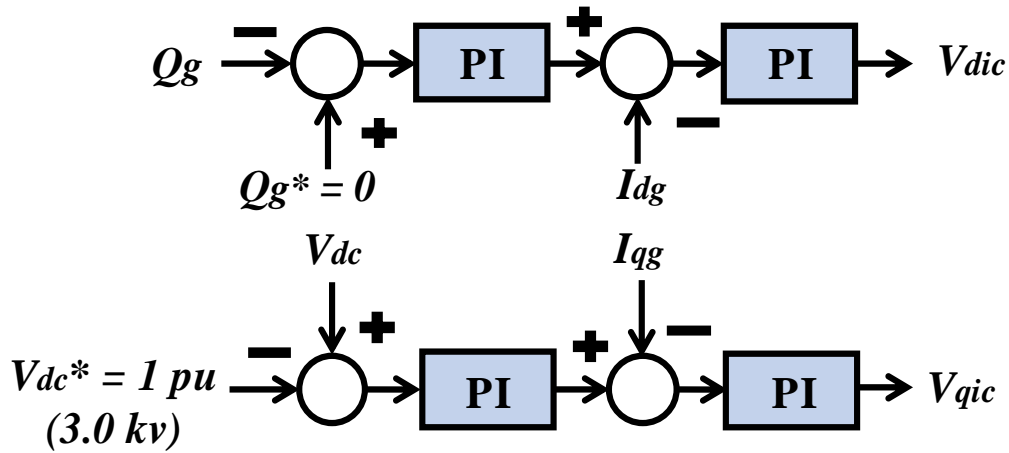 Qg − + PI + − PI Vdic
Qg* = 0
Idg
Vdc
Iqg
Vdc* = 1 pu − + PI + − PI Vqic
(3.0 kv)